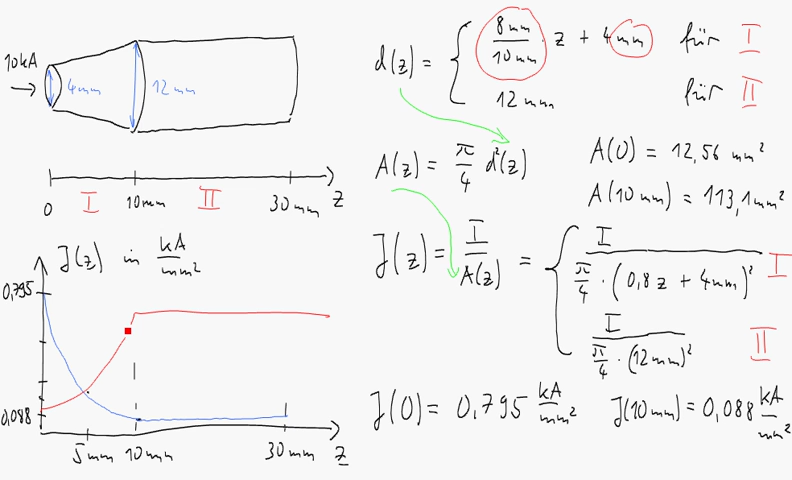 10kA
4mm
12mm
0 I 10mm II 30mm z
J(z) in kA/mm²
0,795
0,088
5mm 10mm 30mm z
d(z) = { 8mm/10mm · z + 4mm für I
12mm für II
A(z) = π/4 d²(z)
A(0) = 12,56 mm²
A(10mm) = 113,1mm²
J(z) = I/A(z) = { I/(π/4 · (0,8z + 4mm)²) I
I/(π/4 · (12mm)²) II
J(0) = 0,795 kA/mm² J(10mm) = 0,088 kA/mm²